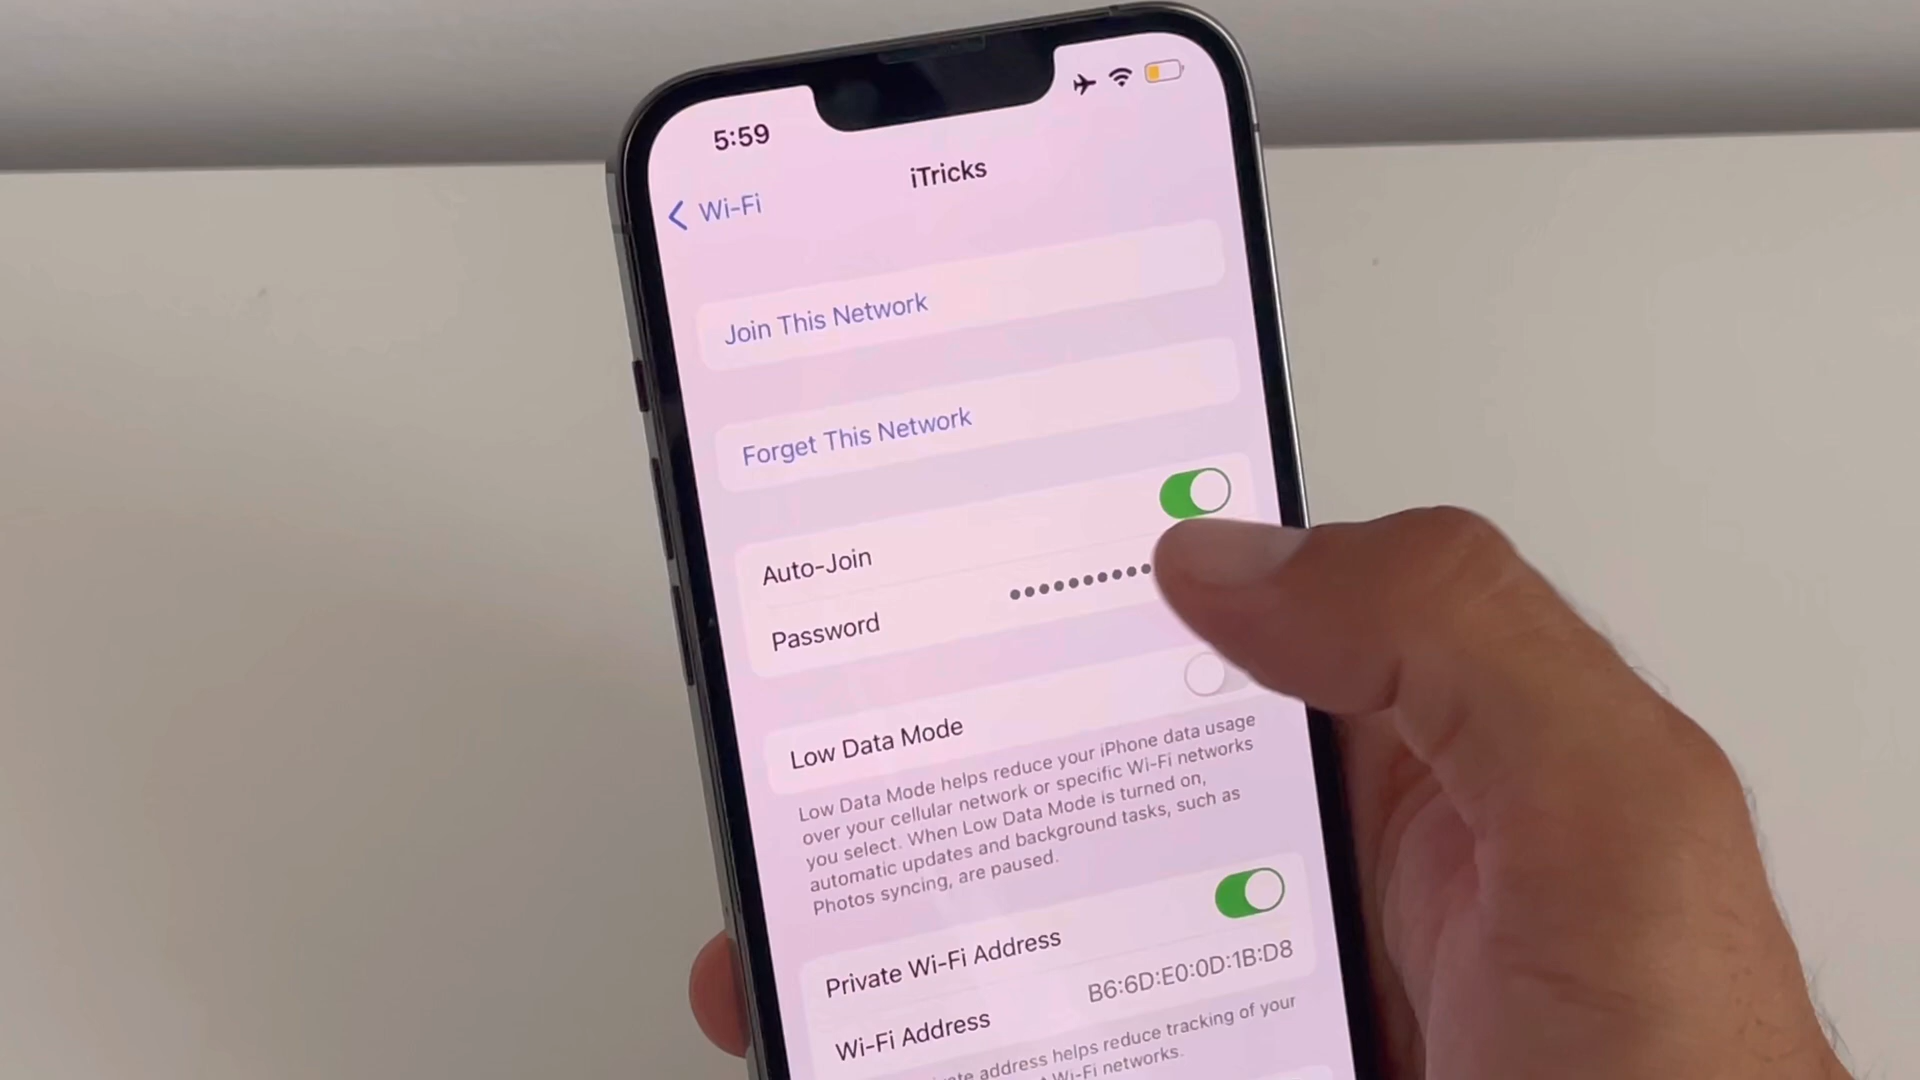 5:59
Wi-Fi
iTricks
Join This Network
Forget This Network
Auto-Join
Password ••••••••••
Low Data Mode
Low Data Mode helps reduce your iPhone data usage
over your cellular network or specific Wi-Fi networks
you select. When Low Data Mode is turned on,
automatic updates and background tasks, such as
Photos syncing, are paused.
Private Wi-Fi Address
Wi-Fi Address B6:6D:E0:0D:1B:D8
address helps reduce tracking of your
Wi-Fi networks.